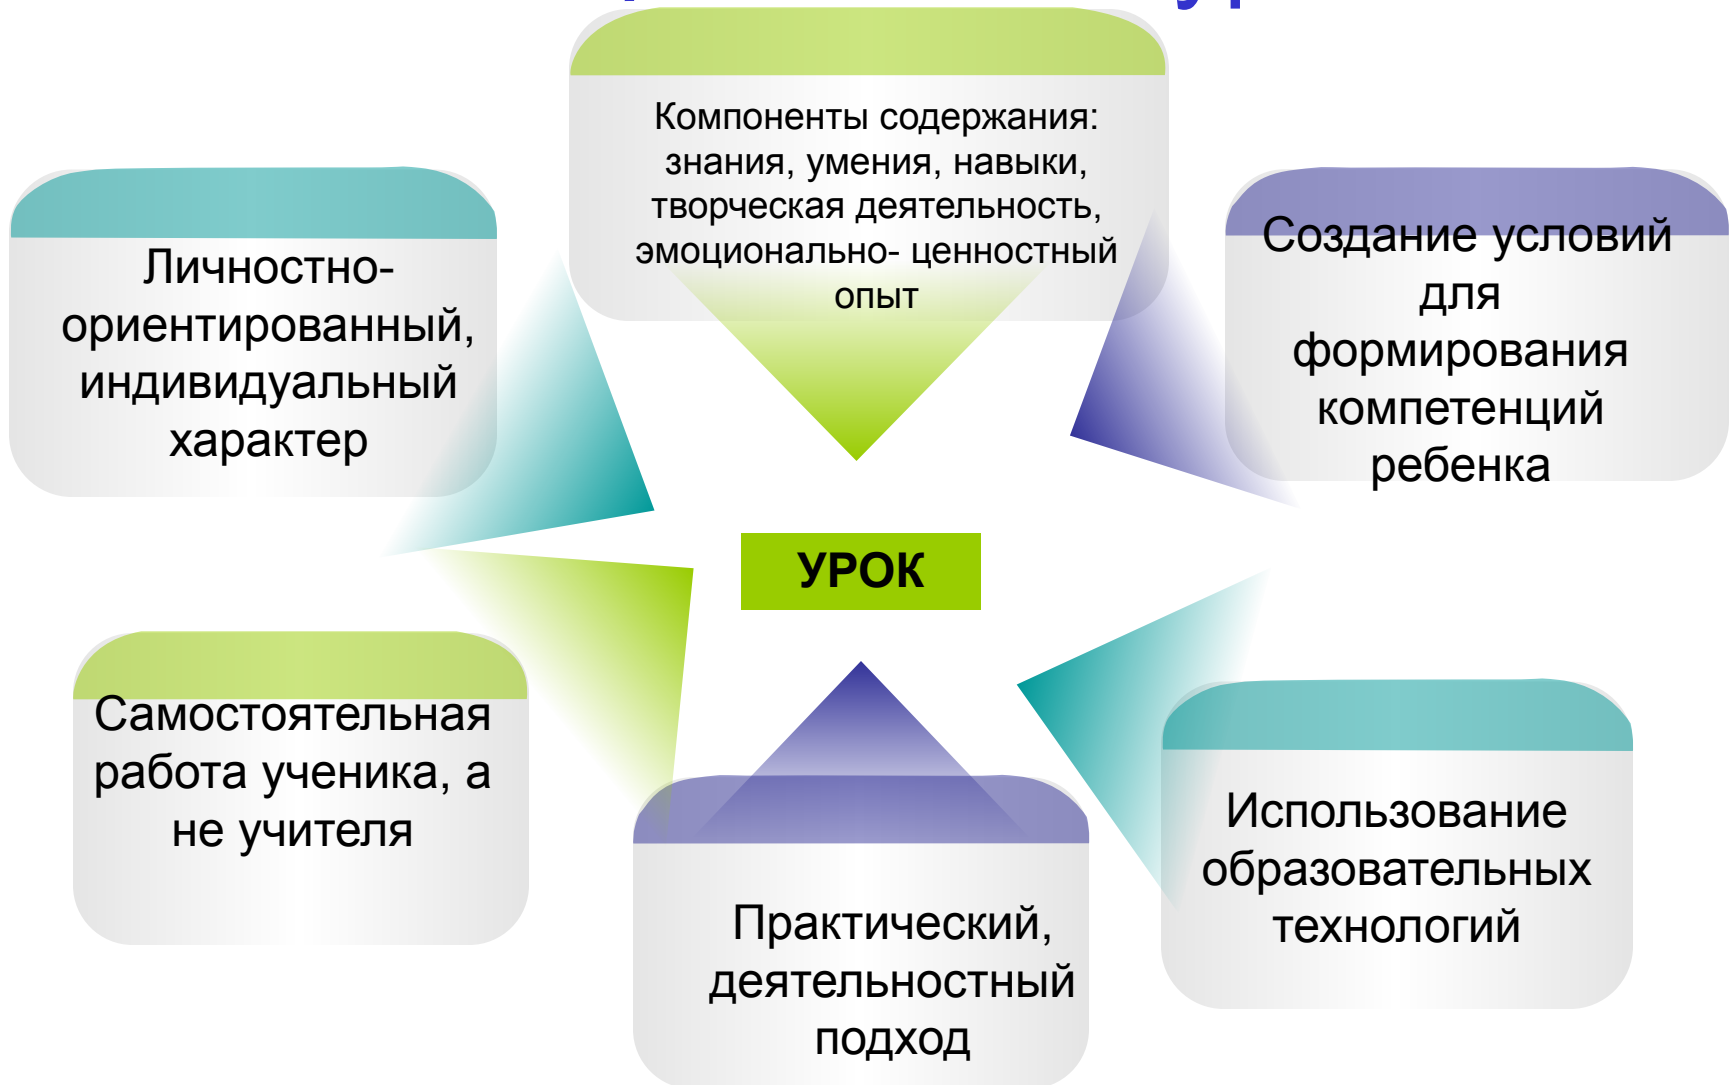 Компоненты содержания:
знания, умения, навыки,
творческая деятельность,
эмоционально- ценностный
опыт
Личностно-
ориентированный,
индивидуальный
характер
Создание условий
для
формирования
компетенций
ребенка
УРОК
Самостоятельная
работа ученика, а
не учителя
Практический,
деятельностный
подход
Использование
образовательных
технологий